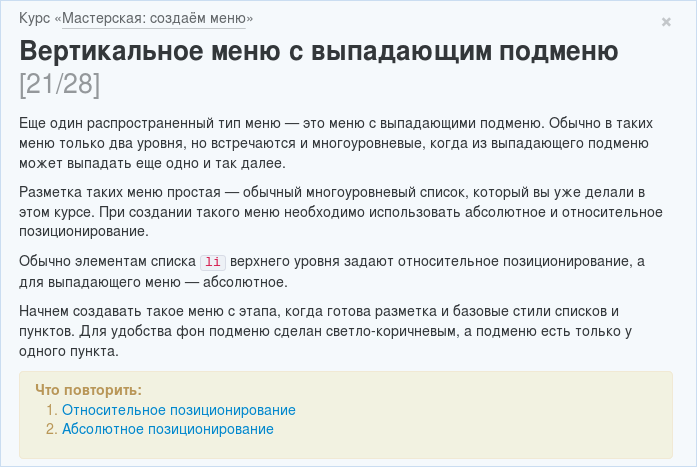 Курс «Мастерская: создаём меню»
Вертикальное меню с выпадающим подменю
[21/28]
Еще один распространенный тип меню — это меню с выпадающими подменю. Обычно в таких
меню только два уровня, но встречаются и многоуровневые, когда из выпадающего подменю
может выпадать еще одно и так далее.
Разметка таких меню простая — обычный многоуровневый список, который вы уже делали в
этом курсе. При создании такого меню необходимо использовать абсолютное и относительное
позиционирование.
Обычно элементам списка li верхнего уровня задают относительное позиционирование, а
для выпадающего меню — абсолютное.
Начнем создавать такое меню с этапа, когда готова разметка и базовые стили списков и
пунктов. Для удобства фон подменю сделан светло-коричневым, а подменю есть только у
одного пункта.
Что повторить:
1. Относительное позиционирование
2. Абсолютное позиционирование